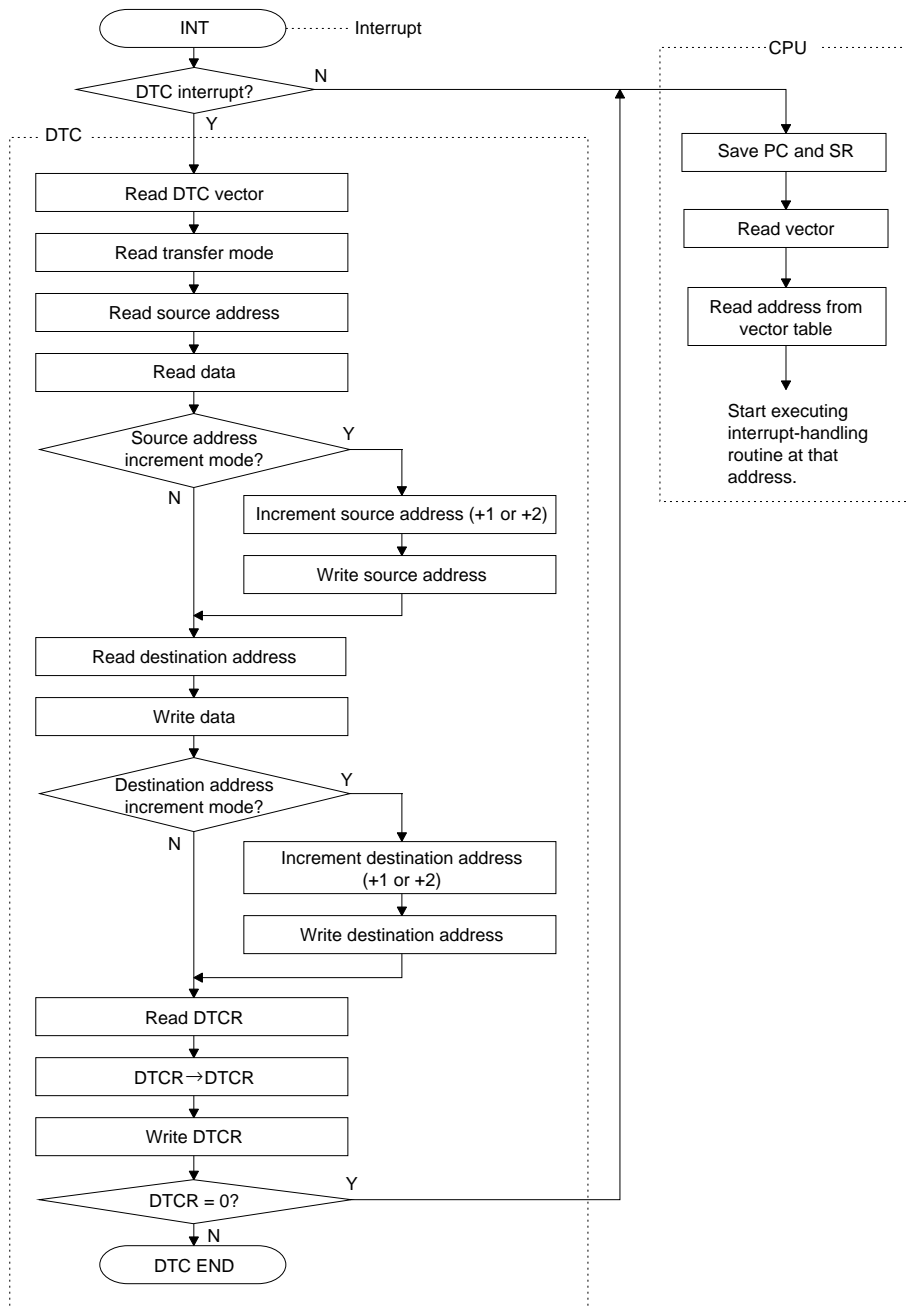 INT
Interrupt
DTC interrupt?
N
Y
DTC
Read DTC vector
Read transfer mode
Read source address
Read data
Source address
increment mode?
Y
N
Increment source address (+1 or +2)
Write source address
Read destination address
Write data
Destination address
increment mode?
Y
N
Increment destination address
(+1 or +2)
Write destination address
Read DTCR
DTCR→DTCR
Write DTCR
DTCR = 0?
Y
N
DTC END
CPU
Save PC and SR
Read vector
Read address from
vector table
Start executing
interrupt-handling
routine at that
address.